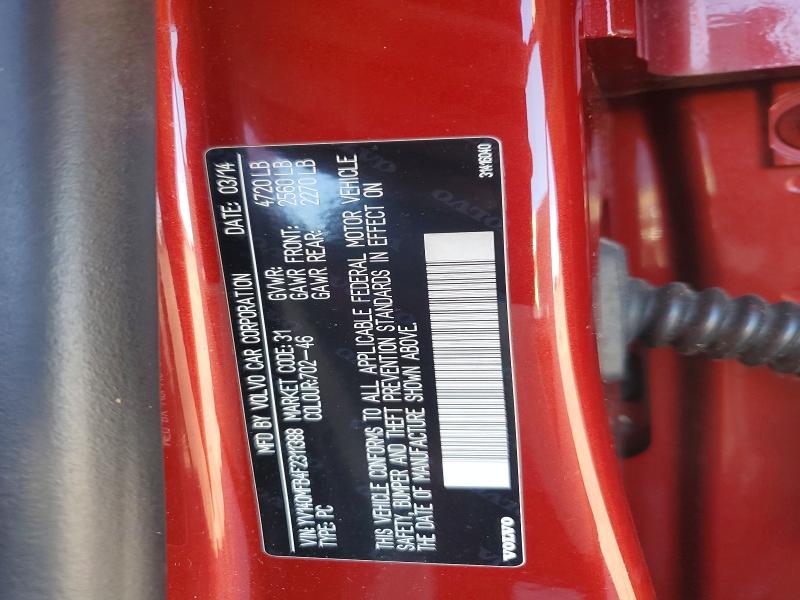 MFD BY VOLVO CAR CORPORATION DATE: 03/14
VIN: YV140MFB4F2311388 MARKET CODE: 31 GVWR: 4720 LB
TYPE: PC COLOUR: 702-46 GAWR FRONT: 2560 LB
GAWR REAR: 2270 LB
THIS VEHICLE CONFORMS TO ALL APPLICABLE FEDERAL MOTOR VEHICLE
SAFETY, BUMPER AND THEFT PREVENTION STANDARDS IN EFFECT ON
THE DATE OF MANUFACTURE SHOWN ABOVE.
VOLVO
31416040